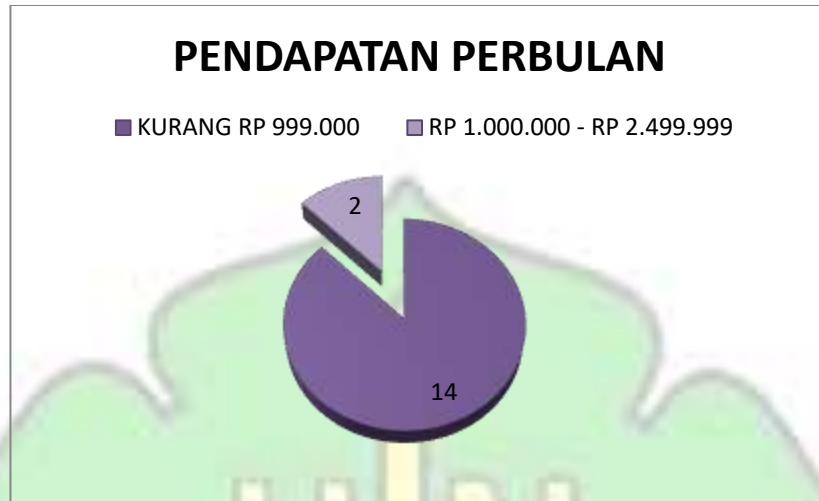 PENDAPATAN PERBULAN
KURANG RP 999.000 RP 1.000.000 - RP 2.499.999
2
14